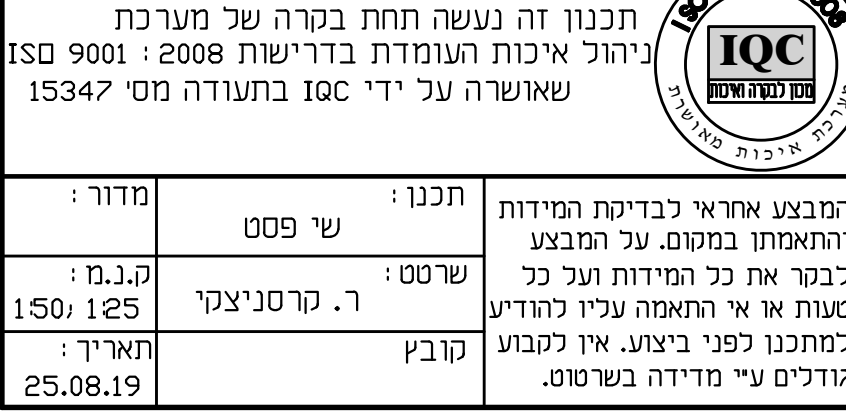 תכנון זה נעשה תחת בקרה של מערכת
ניהול איכות העומדת בדרישות ISO 9001 : 2008
שאושרה על ידי IQC בתעודה מס' 15347
IQC
מכון לבקרה ואיכות
מערכת איכות מאושרת
המבצע אחראי לבדיקת המידות
והתאמתן במקום. על המבצע
לבקר את כל המידות ועל כל
טעות או אי התאמה עליו להודיע
למתכנן לפני ביצוע. אין לקבוע
גודלים ע"י מדידה בשרטוט.
תכנן :
שי פסט
מדור :
שרטט :
ר. קרסניצקי
ק.נ.מ :
1:50, 1:25
קובץ
תאריך :
25.08.19